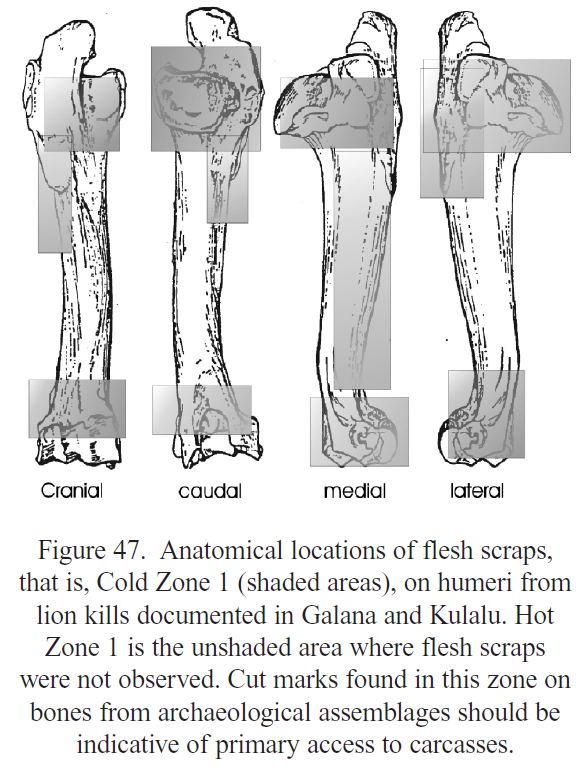 Cranial
caudal
medial
lateral
Figure 47. Anatomical locations of flesh scraps,
that is, Cold Zone 1 (shaded areas), on humeri from
lion kills documented in Galana and Kulalu. Hot
Zone 1 is the unshaded area where flesh scraps
were not observed. Cut marks found in this zone on
bones from archaeological assemblages should be
indicative of primary access to carcasses.